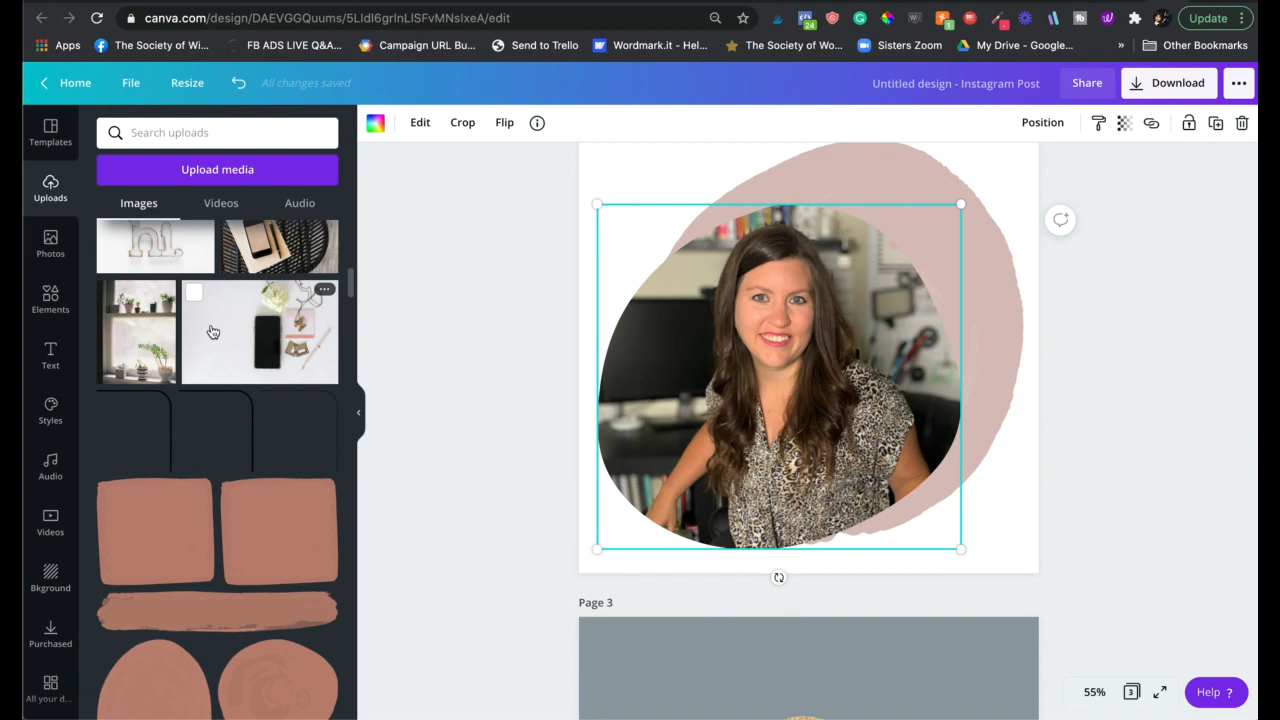 canva.com/design/DAEVGGQuums/5LIdI6grInLISFvMNsIxeA/edit
24
1
Update
Apps
The Society of Wi...
FB ADS LIVE Q&A...
Campaign URL Bu...
Send to Trello
Wordmark.it - Hel...
The Society of Wo...
Sisters Zoom
My Drive - Google...
»
Other Bookmarks
Home
File
Resize
All changes saved
Untitled design - Instagram Post
Share
Download
Edit
Crop
Flip
Position
Templates
Uploads
Photos
Elements
Text
Styles
Audio
Videos
Bkground
Purchased
All your d...
Search uploads
Upload media
Images
Videos
Audio
Page 3
55%
3
Help ?